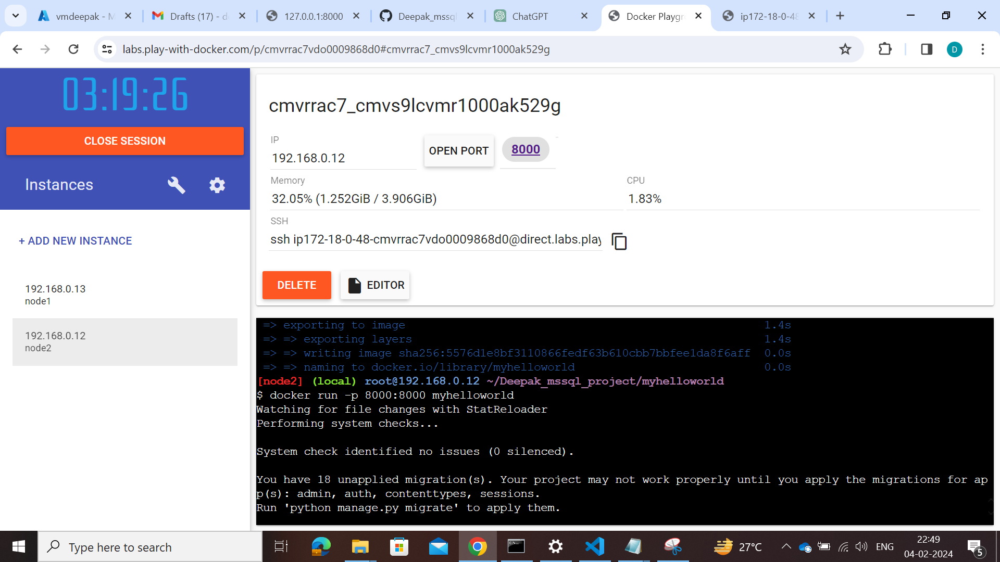 vmdeepak - M
Drafts (17) - de
127.0.0.1:8000
Deepak_mssql
ChatGPT
Docker Playgr
ip172-18-0-48
labs.play-with-docker.com/p/cmvrrac7vdo0009868d0#cmvrrac7_cmvs9lcvmr1000ak529g
D
03:19:26
CLOSE SESSION
Instances
+ ADD NEW INSTANCE
192.168.0.13
node1
192.168.0.12
node2
cmvrrac7_cmvs9lcvmr1000ak529g
IP
192.168.0.12
OPEN PORT
8000
Memory
32.05% (1.252GiB / 3.906GiB)
CPU
1.83%
SSH
ssh ip172-18-0-48-cmvrrac7vdo0009868d0@direct.labs.play
DELETE
EDITOR
=> exporting to image 1.4s
=> => exporting layers 1.4s
=> => writing image sha256:5576d1e8bf3110866fedf63b610cbb7bbfee1da8f6aff 0.0s
=> => naming to docker.io/library/myhelloworld 0.0s
[node2] (local) root@192.168.0.12 ~/Deepak_mssql_project/myhelloworld
$ docker run -p 8000:8000 myhelloworld
Watching for file changes with StatReloader
Performing system checks...
System check identified no issues (0 silenced).
You have 18 unapplied migration(s). Your project may not work properly until you apply the migrations for ap
p(s): admin, auth, contenttypes, sessions.
Run 'python manage.py migrate' to apply them.
Type here to search
27°C
ENG
22:49
04-02-2024
5